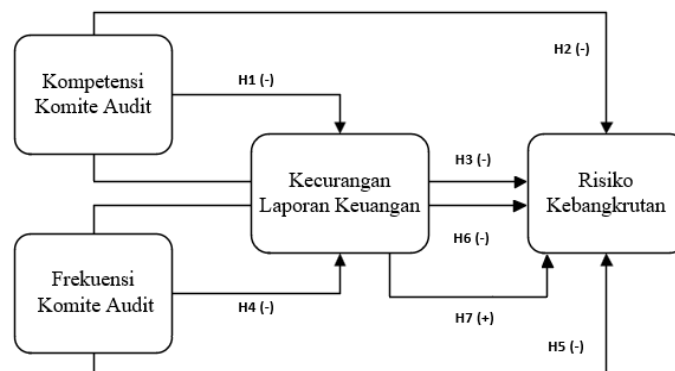 H2 (-)
Kompetensi
Komite Audit
H1 (-)
Kecurangan
Laporan Keuangan
H3 (-)
Risiko
Kebangkrutan
H6 (-)
Frekuensi
Komite Audit
H4 (-)
H7 (+)
H5 (-)